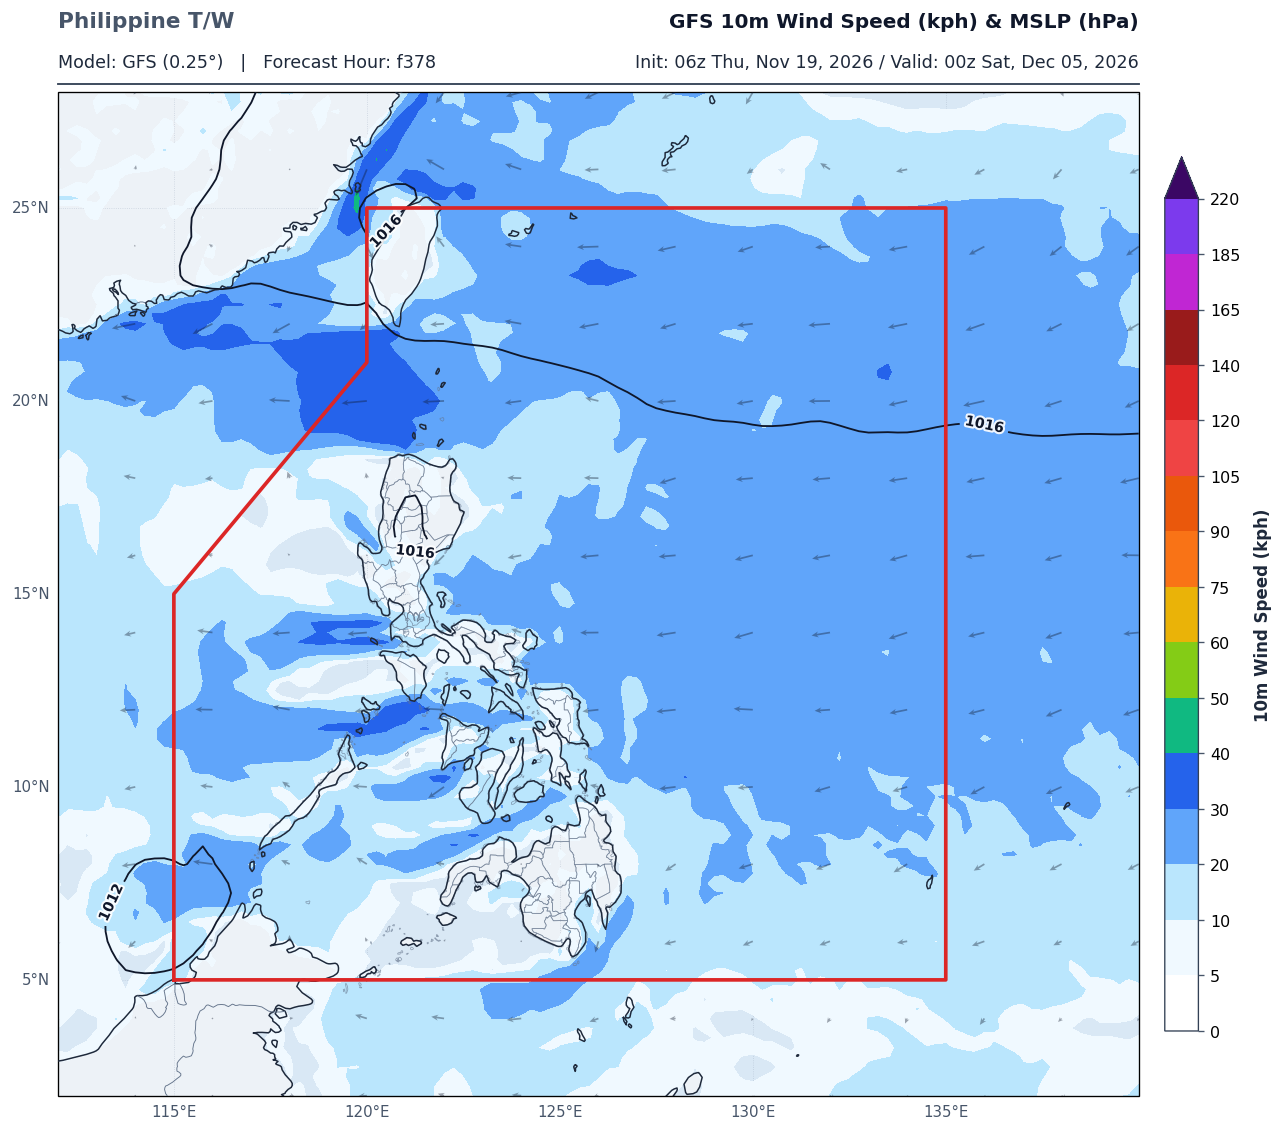 Philippine T/W
GFS 10m Wind Speed (kph) & MSLP (hPa)
Model: GFS (0.25°) | Forecast Hour: f378
Init: 06z Thu, Nov 19, 2026 / Valid: 00z Sat, Dec 05, 2026
25°N
20°N
15°N
10°N
5°N
1016
1016
1016
1012
115°E
120°E
125°E
130°E
135°E
220
185
165
140
120
105
90
75
60
50
40
30
20
10
5
0
10m Wind Speed (kph)